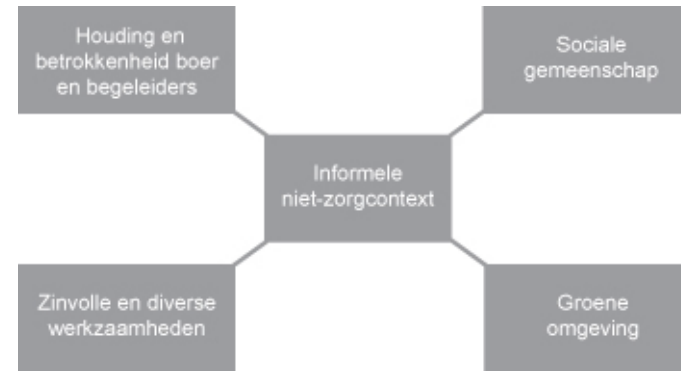 Houding en
betrokkenheid boer
en begeleiders
Sociale
gemeenschap
Informele
niet-zorgcontext
Zinvolle en diverse
werkzaamheden
Groene
omgeving